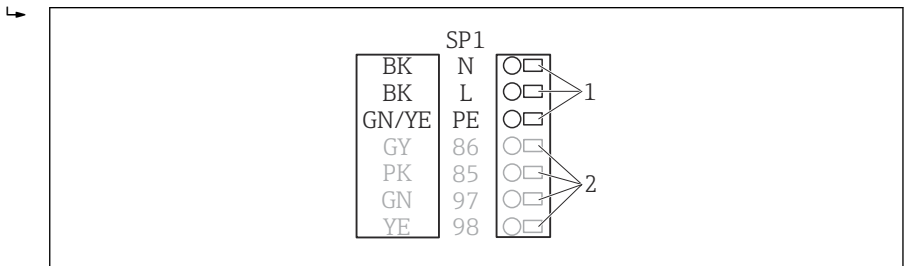 SP1
BK N
BK L
GN/YE PE
GY 86
PK 85
GN 97
YE 98
1
2